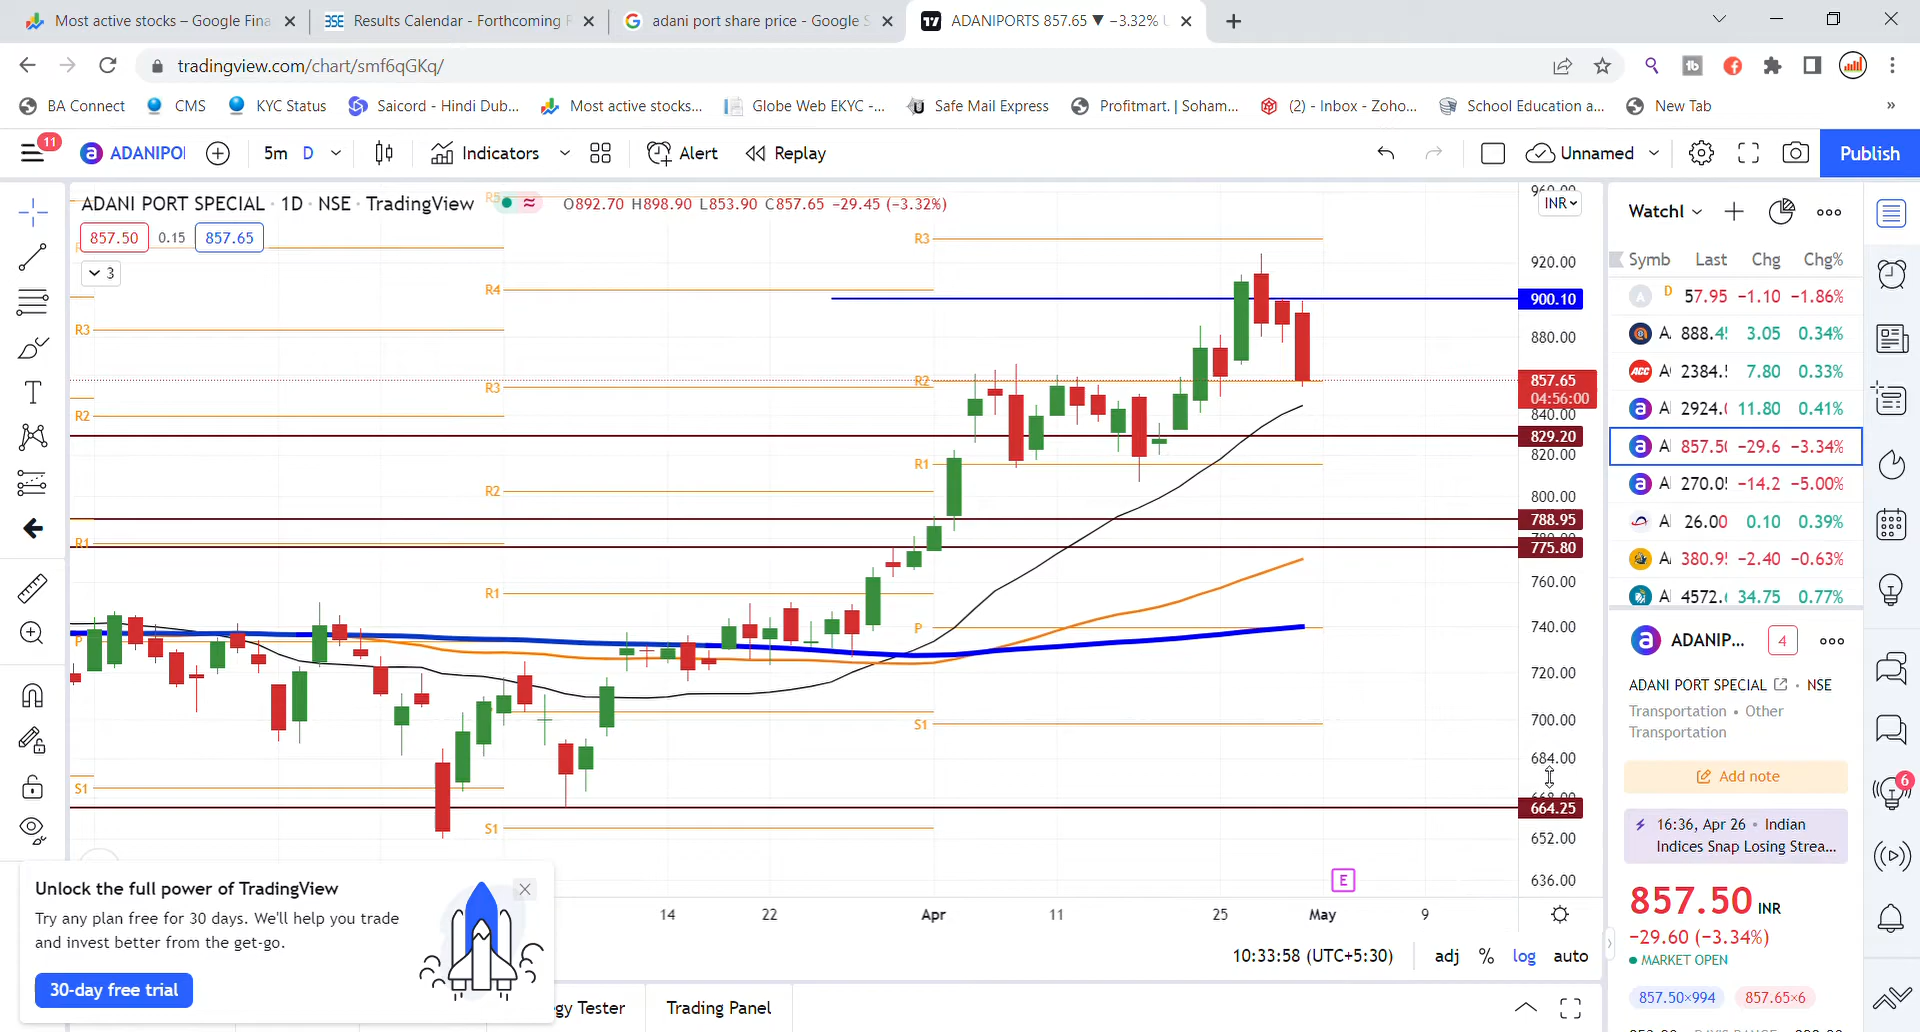 Most active stocks – Google Fina
Results Calendar - Forthcoming R
adani port share price - Google S
ADANIPORTS 857.65 ▼ −3.32% U
tradingview.com/chart/smf6qGKq/
BA Connect
CMS
KYC Status
Saicord - Hindi Dub...
Most active stocks...
Globe Web EKYC -...
Safe Mail Express
Profitmart. | Soham...
(2) - Inbox - Zoho...
School Education a...
New Tab
»
11
ADANIPOI
5m
D
Indicators
Alert
Replay
Unnamed
Publish
ADANI PORT SPECIAL · 1D · NSE · TradingView
R5
O892.70 H898.90 L853.90 C857.65 −29.45 (−3.32%)
857.50
0.15
857.65
3
R3
R4
R3
R3
R2
R2
R1
R2
R1
R1
P
P
S1
S1
S1
E
960.00
INR
920.00
900.10
880.00
857.65
04:56:00
840.00
829.20
820.00
800.00
788.95
775.80
760.00
740.00
720.00
700.00
684.00
668.00
664.25
652.00
636.00
14
22
Apr
11
25
May
9
10:33:58 (UTC+5:30)
adj
%
log
auto
Unlock the full power of TradingView
Try any plan free for 30 days. We'll help you trade
and invest better from the get-go.
30-day free trial
gy Tester
Trading Panel
Watchl
Symb Last Chg Chg%
D 57.95 −1.10 −1.86%
888.4 3.05 0.34%
ACC 2384.5 7.80 0.33%
2924.0 11.80 0.41%
857.50 −29.6 −3.34%
270.05 −14.2 −5.00%
26.00 0.10 0.39%
380.95 −2.40 −0.63%
4572. 34.75 0.77%
ADANIP...
4
ADANI PORT SPECIAL · NSE
Transportation • Other
Transportation
Add note
16:36, Apr 26 • Indian
Indices Snap Losing Strea...
857.50 INR
−29.60 (−3.34%)
MARKET OPEN
857.50×994
857.65×6
6